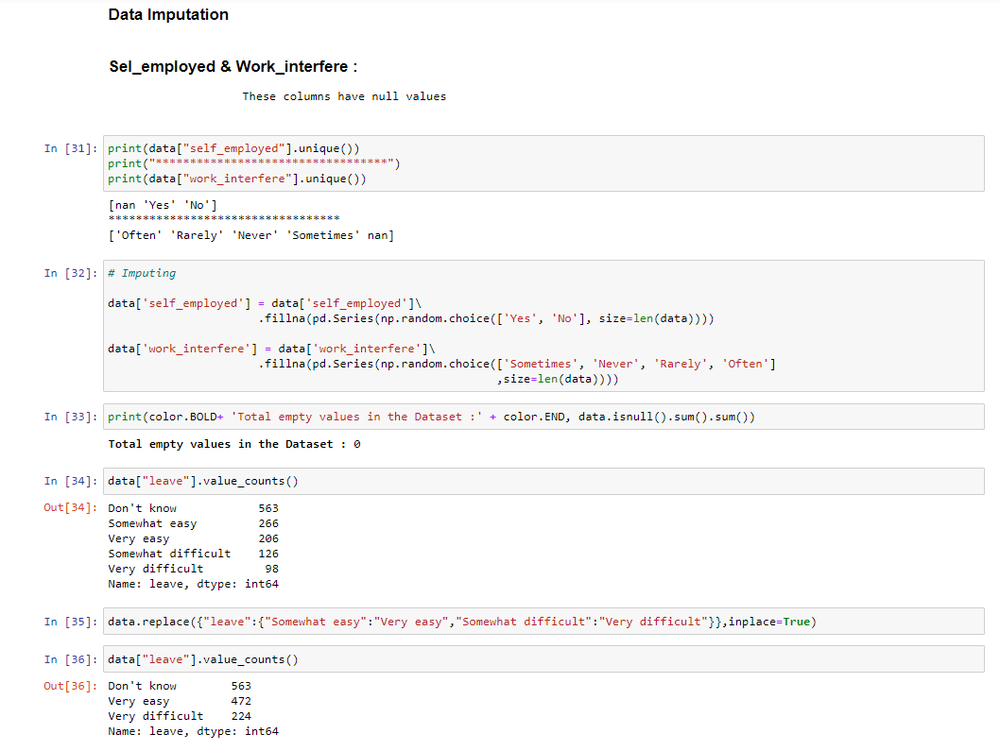 Data Imputation
Sel_employed & Work_interfere :
These columns have null values
In [31]: print(data["self_employed"].unique())
print("**********************************")
print(data["work_interfere"].unique())
[nan 'Yes' 'No']
**********************************
['Often' 'Rarely' 'Never' 'Sometimes' nan]
In [32]: # Imputing
data['self_employed'] = data['self_employed']\
.fillna(pd.Series(np.random.choice(['Yes', 'No'], size=len(data))))
data['work_interfere'] = data['work_interfere']\
.fillna(pd.Series(np.random.choice(['Sometimes', 'Never', 'Rarely', 'Often']
,size=len(data))))
In [33]: print(color.BOLD+ 'Total empty values in the Dataset :' + color.END, data.isnull().sum().sum())
Total empty values in the Dataset : 0
In [34]: data["leave"].value_counts()
Out[34]: Don't know 563
Somewhat easy 266
Very easy 206
Somewhat difficult 126
Very difficult 98
Name: leave, dtype: int64
In [35]: data.replace({"leave":{"Somewhat easy":"Very easy","Somewhat difficult":"Very difficult"}},inplace=True)
In [36]: data["leave"].value_counts()
Out[36]: Don't know 563
Very easy 472
Very difficult 224
Name: leave, dtype: int64